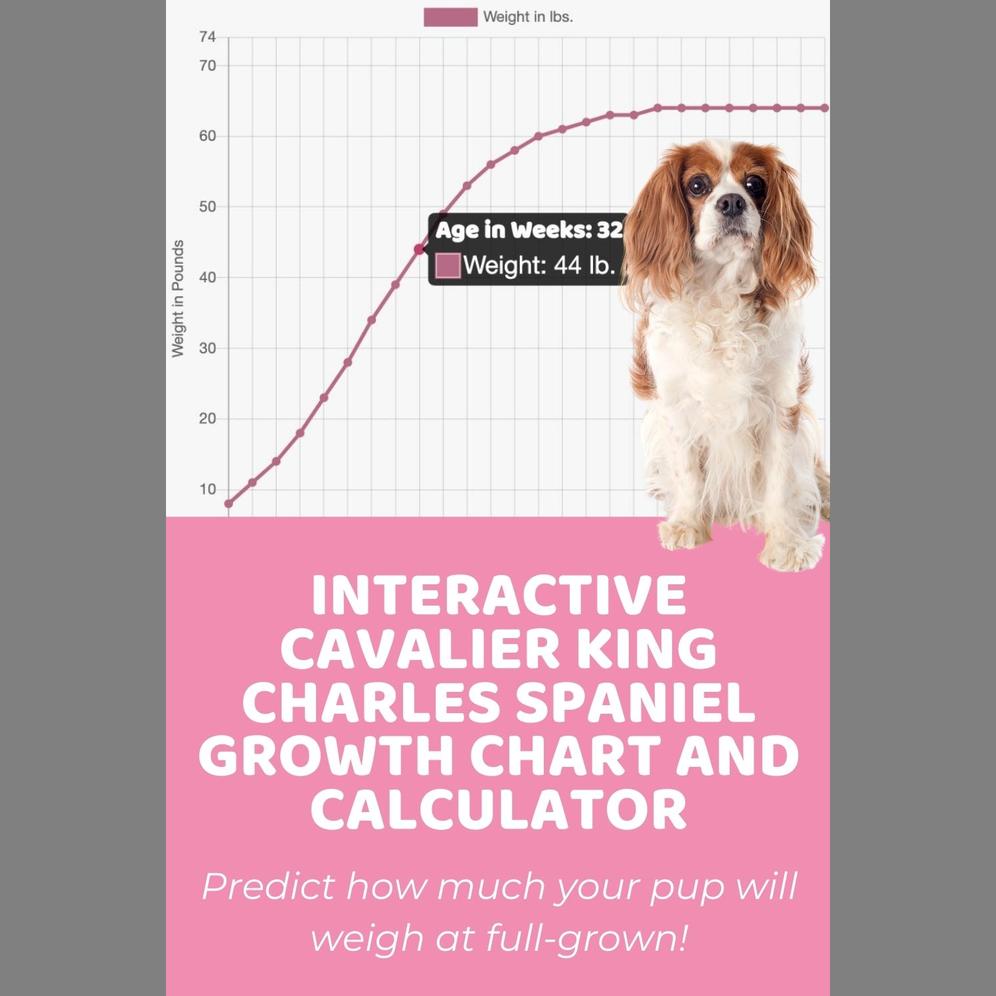 Weight in lbs.
74
70
60
50
40
30
20
10
Weight in Pounds
Age in Weeks: 32
Weight: 44 lb.
INTERACTIVE
CAVALIER KING
CHARLES SPANIEL
GROWTH CHART AND
CALCULATOR
Predict how much your pup will
weigh at full-grown!